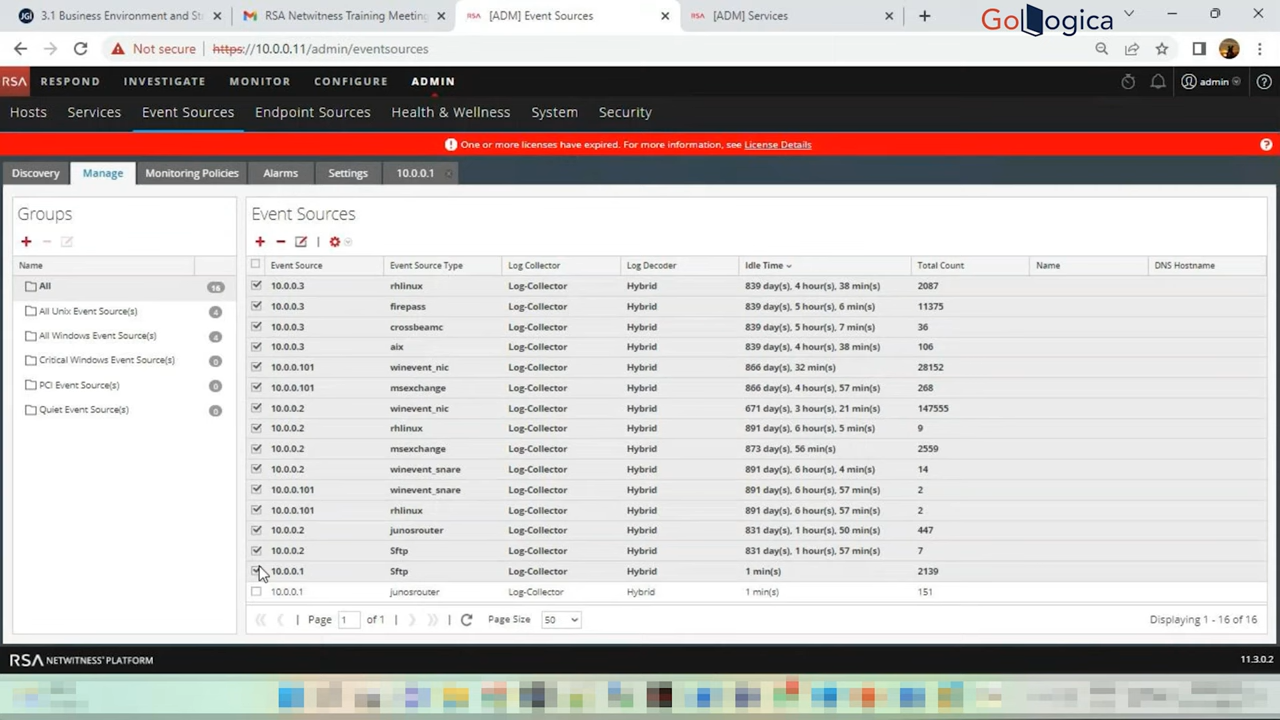 3.1 Business Environment and St
RSA Netwitness Training Meeting
[ADM] Event Sources
[ADM] Services
GoLogica
Not secure
https://10.0.0.11/admin/eventsources
RSA RESPOND INVESTIGATE MONITOR CONFIGURE ADMIN admin
Hosts Services Event Sources Endpoint Sources Health & Wellness System Security
One or more licenses have expired. For more information, see License Details
Discovery Manage Monitoring Policies Alarms Settings 10.0.0.1
Groups
Name
All 16
All Unix Event Source(s) 4
All Windows Event Source(s) 4
Critical Windows Event Source(s) 0
PCI Event Source(s) 0
Quiet Event Source(s) 0
Event Sources
Event Source Event Source Type Log Collector Log Decoder Idle Time Total Count Name DNS Hostname
10.0.0.3 rhlinux Log-Collector Hybrid 839 day(s), 4 hour(s), 38 min(s) 2087
10.0.0.3 firepass Log-Collector Hybrid 839 day(s), 5 hour(s), 6 min(s) 11375
10.0.0.3 crossbeamc Log-Collector Hybrid 839 day(s), 5 hour(s), 7 min(s) 36
10.0.0.3 aix Log-Collector Hybrid 839 day(s), 4 hour(s), 38 min(s) 106
10.0.0.101 winevent_nic Log-Collector Hybrid 866 day(s), 32 min(s) 28152
10.0.0.101 msexchange Log-Collector Hybrid 866 day(s), 4 hour(s), 57 min(s) 268
10.0.0.2 winevent_nic Log-Collector Hybrid 671 day(s), 3 hour(s), 21 min(s) 147555
10.0.0.2 rhlinux Log-Collector Hybrid 891 day(s), 6 hour(s), 5 min(s) 9
10.0.0.2 msexchange Log-Collector Hybrid 873 day(s), 56 min(s) 2559
10.0.0.2 winevent_snare Log-Collector Hybrid 891 day(s), 6 hour(s), 4 min(s) 14
10.0.0.101 winevent_snare Log-Collector Hybrid 891 day(s), 6 hour(s), 57 min(s) 2
10.0.0.101 rhlinux Log-Collector Hybrid 891 day(s), 6 hour(s), 57 min(s) 2
10.0.0.2 junosrouter Log-Collector Hybrid 831 day(s), 1 hour(s), 50 min(s) 447
10.0.0.2 Sftp Log-Collector Hybrid 831 day(s), 1 hour(s), 57 min(s) 7
10.0.0.1 Sftp Log-Collector Hybrid 1 min(s) 2139
10.0.0.1 junosrouter Log-Collector Hybrid 1 min(s) 151
Page 1 of 1 Page Size 50 Displaying 1 - 16 of 16
RSA NETWITNESS PLATFORM 11.3.0.2